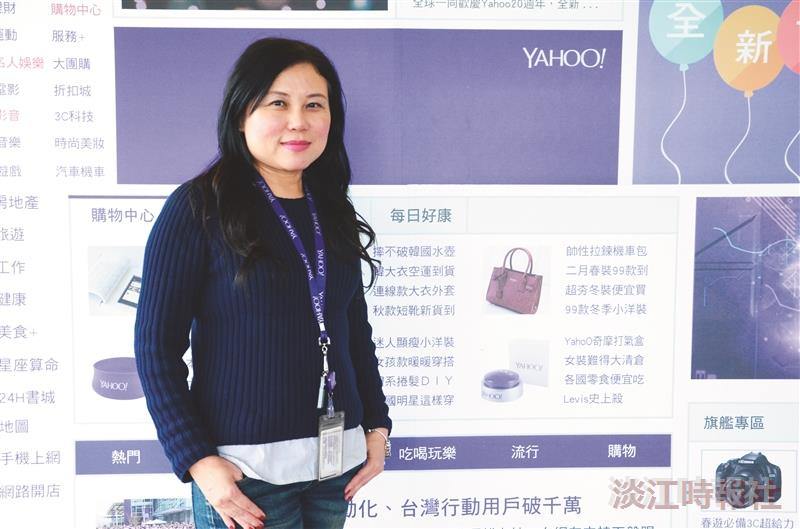 全球一同歡慶Yahoo20週年，全新...
YAHOO!
全
新
購物中心
服務+
大團購
名人娛樂
折扣城
3C科技
時尚美妝
汽車機車
房地產
旅遊
工作
健康
美食+
星座算命
24H書城
地圖
手機上網
網路開店
購物中心
每日好康
摔不破韓國水壺
韓大衣空運到貨
連線款大衣外套
秋款短靴新貨到
帥性拉鍊機車包
二月春裝99款到
超夯冬裝便宜買
99款冬季小洋裝
迷人顯瘦小洋裝
女孩款暖暖穿搭
系捲髮DIY
國明星這樣穿
YahoO奇摩打氣盒
女裝難得大清倉
各國零食便宜吃
Levis史上殺
YAHOO!
YAHOO!
YAHOO!
YAHOO!
熱門
吃喝玩樂
流行
購物
動化、台灣行動用戶破千萬
旗艦專區
春遊必備3C超給力
淡江時報社